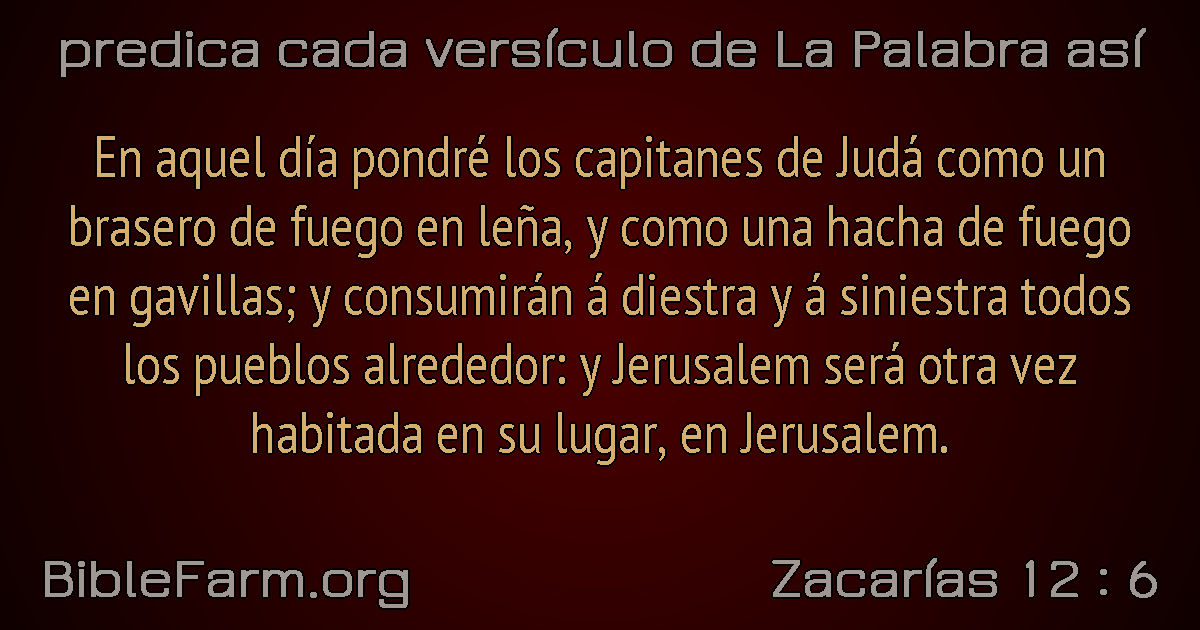 predica cada versículo de La Palabra así
En aquel día pondré los capitanes de Judá como un
brasero de fuego en leña, y como una hacha de fuego
en gavillas; y consumirán á diestra y á siniestra todos
los pueblos alrededor: y Jerusalem será otra vez
habitada en su lugar, en Jerusalem.
BibleFarm.org
Zacarías 12 : 6